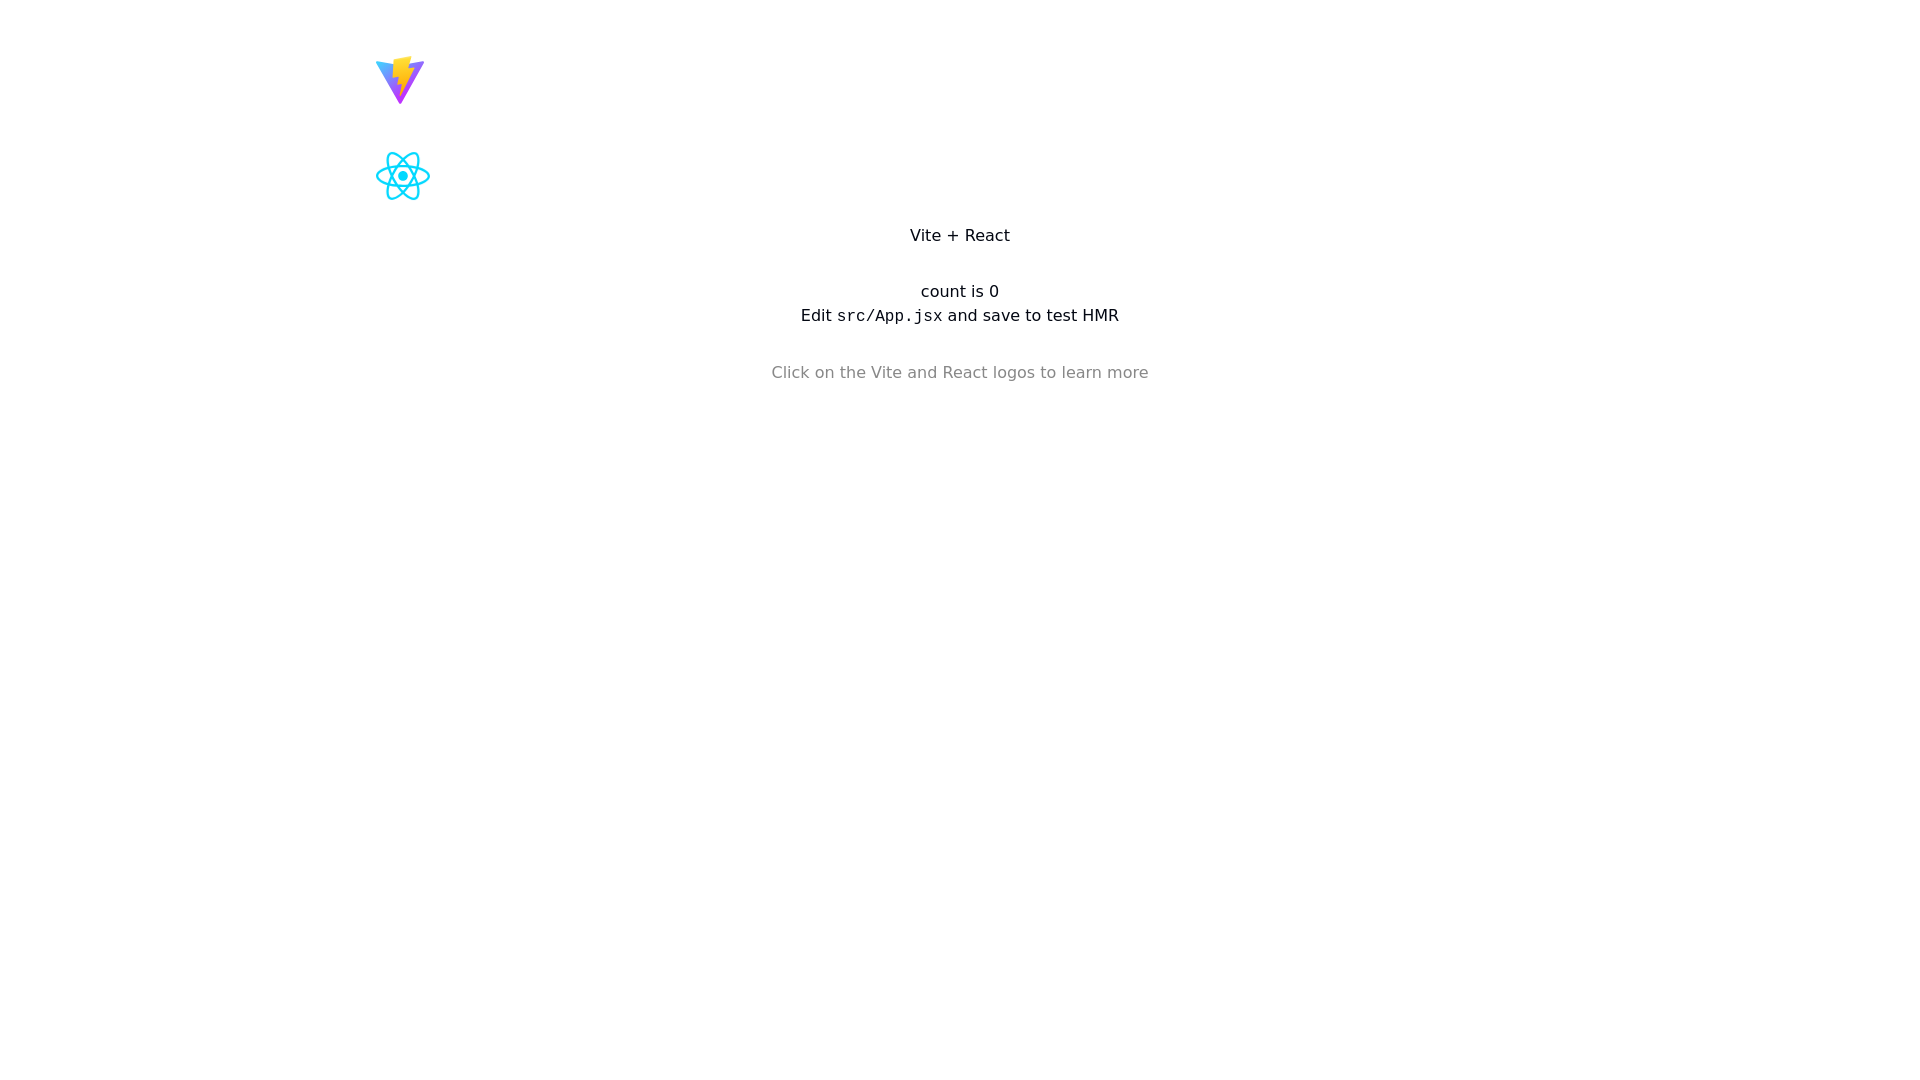 Vite + React
count is 0
Edit src/App.jsx and save to test HMR
Click on the Vite and React logos to learn more